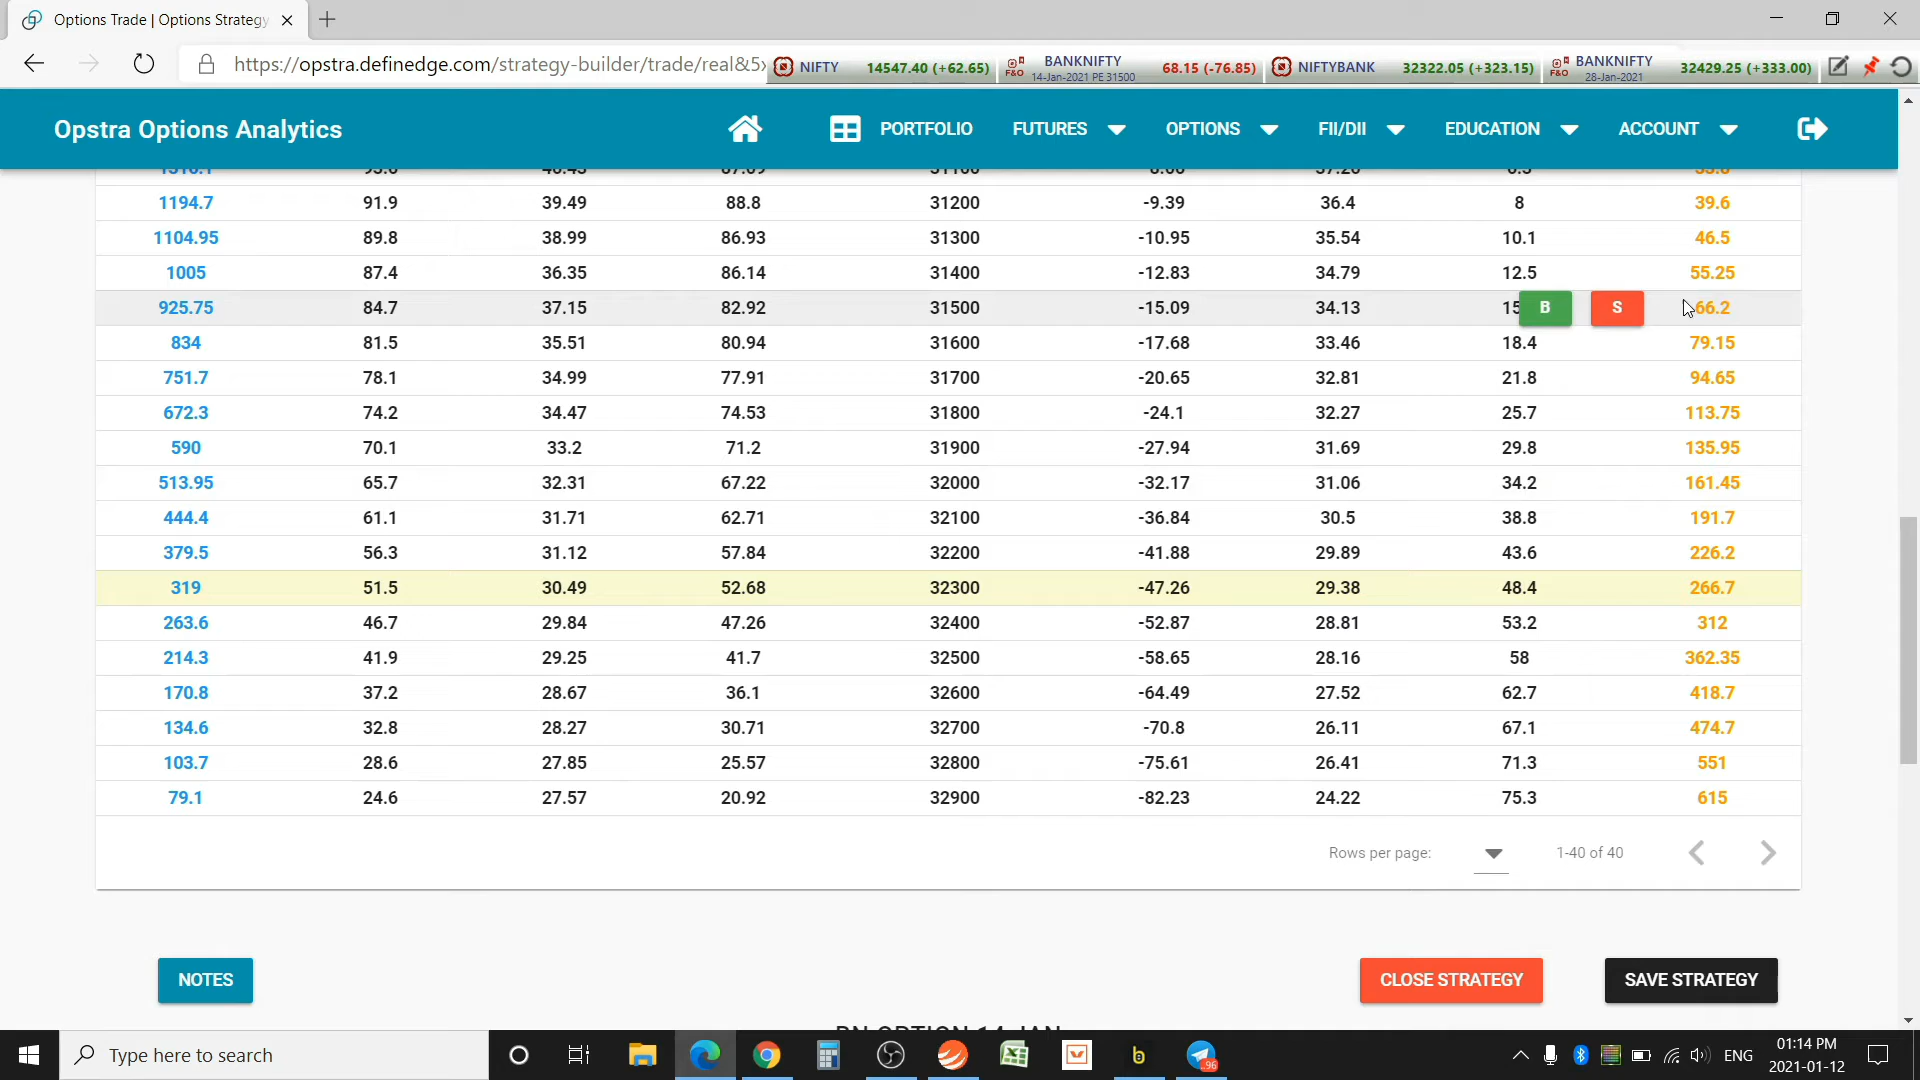 Options Trade | Options Strategy
https://opstra.definedge.com/strategy-builder/trade/real&5x
NIFTY 14547.40 (+62.65)
F&O BANKNIFTY 14-Jan-2021 PE 31500 68.15 (-76.85)
NIFTYBANK 32322.05 (+323.15)
F&O BANKNIFTY 28-Jan-2021 32429.25 (+333.00)
Opstra Options Analytics PORTFOLIO FUTURES OPTIONS FII/DII EDUCATION ACCOUNT
1194.7 91.9 39.49 88.8 31200 -9.39 36.4 8 39.6
1104.95 89.8 38.99 86.93 31300 -10.95 35.54 10.1 46.5
1005 87.4 36.35 86.14 31400 -12.83 34.79 12.5 55.25
925.75 84.7 37.15 82.92 31500 -15.09 34.13 15 B S 66.2
834 81.5 35.51 80.94 31600 -17.68 33.46 18.4 79.15
751.7 78.1 34.99 77.91 31700 -20.65 32.81 21.8 94.65
672.3 74.2 34.47 74.53 31800 -24.1 32.27 25.7 113.75
590 70.1 33.2 71.2 31900 -27.94 31.69 29.8 135.95
513.95 65.7 32.31 67.22 32000 -32.17 31.06 34.2 161.45
444.4 61.1 31.71 62.71 32100 -36.84 30.5 38.8 191.7
379.5 56.3 31.12 57.84 32200 -41.88 29.89 43.6 226.2
319 51.5 30.49 52.68 32300 -47.26 29.38 48.4 266.7
263.6 46.7 29.84 47.26 32400 -52.87 28.81 53.2 312
214.3 41.9 29.25 41.7 32500 -58.65 28.16 58 362.35
170.8 37.2 28.67 36.1 32600 -64.49 27.52 62.7 418.7
134.6 32.8 28.27 30.71 32700 -70.8 26.11 67.1 474.7
103.7 28.6 27.85 25.57 32800 -75.61 26.41 71.3 551
79.1 24.6 27.57 20.92 32900 -82.23 24.22 75.3 615
Rows per page: 1-40 of 40
NOTES CLOSE STRATEGY SAVE STRATEGY
BN OPTION 14 JAN
Type here to search
96
ENG
01:14 PM
2021-01-12